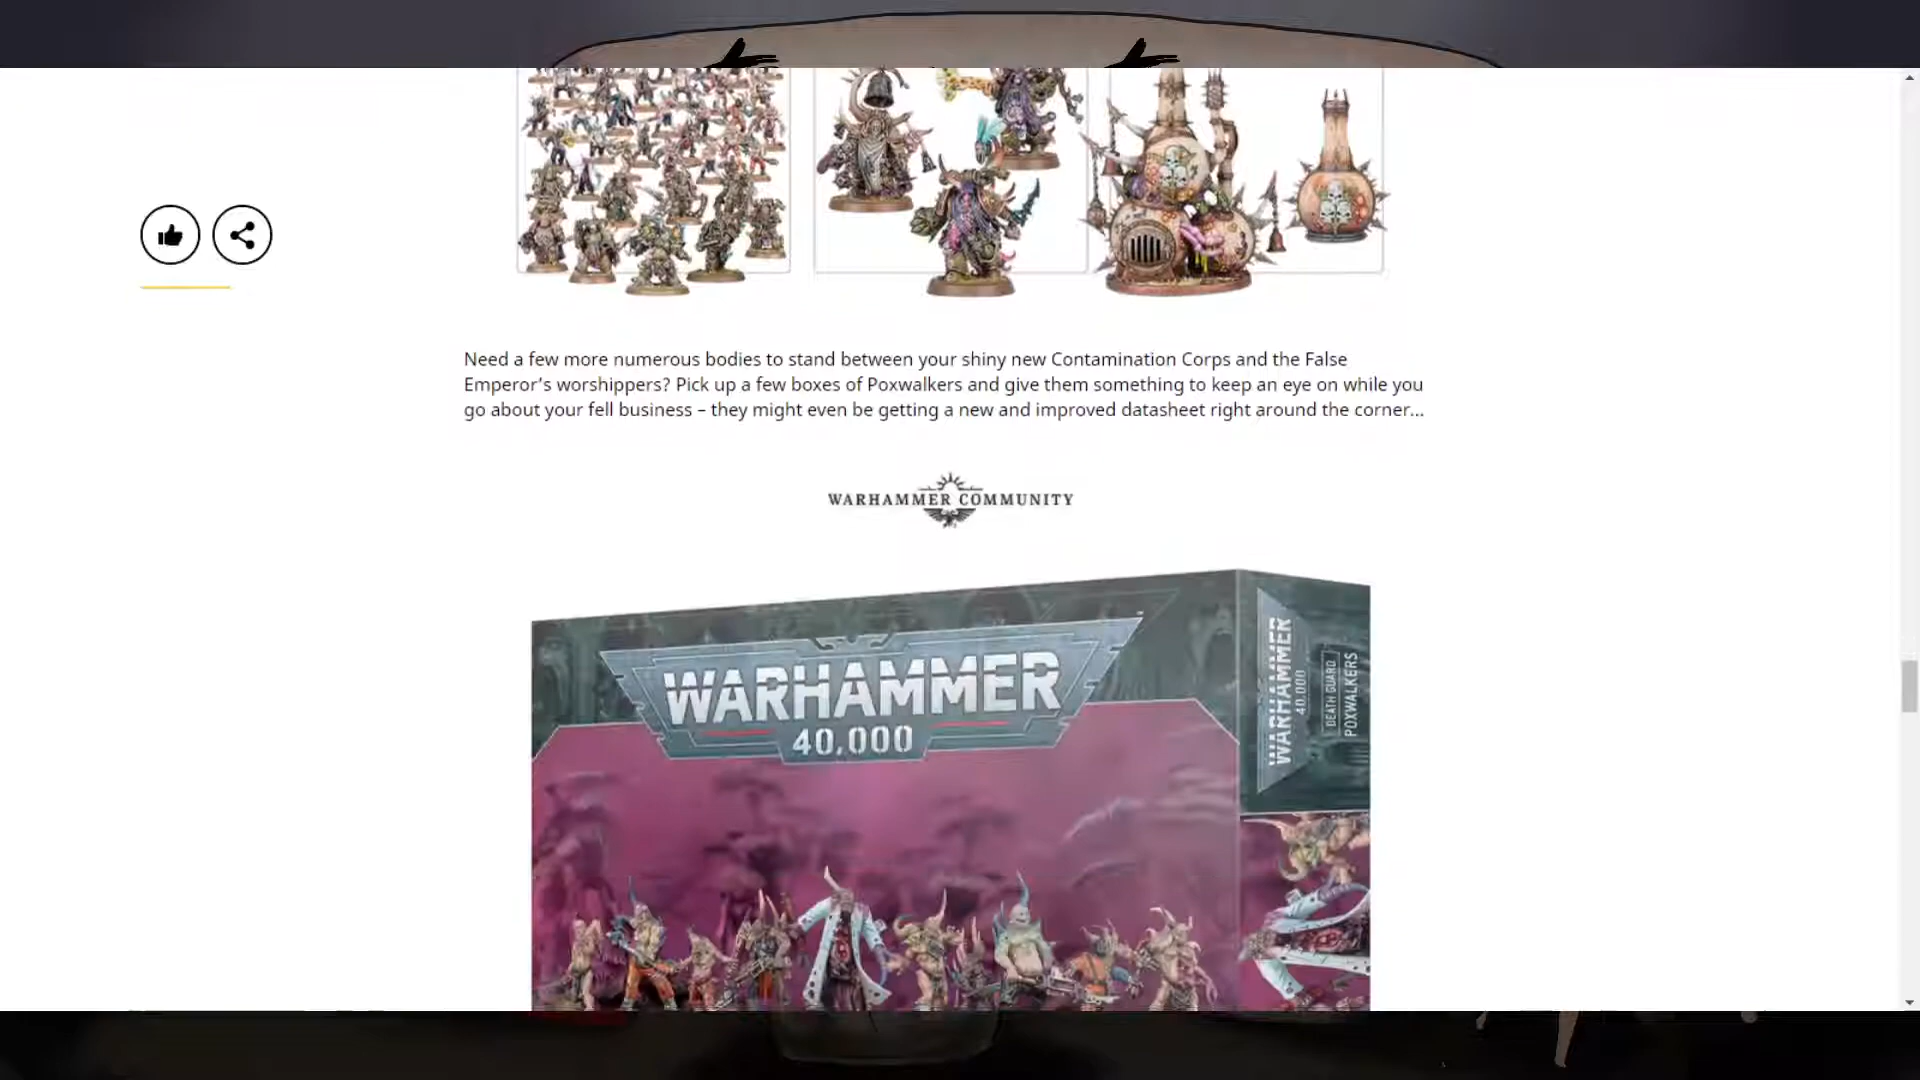 Need a few more numerous bodies to stand between your shiny new Contamination Corps and the False
Emperor’s worshippers? Pick up a few boxes of Poxwalkers and give them something to keep an eye on while you
go about your fell business – they might even be getting a new and improved datasheet right around the corner...
WARHAMMER COMMUNITY
WARHAMMER
40,000
WARHAMMER
40,000
DEATH GUARD
POXWALKERS